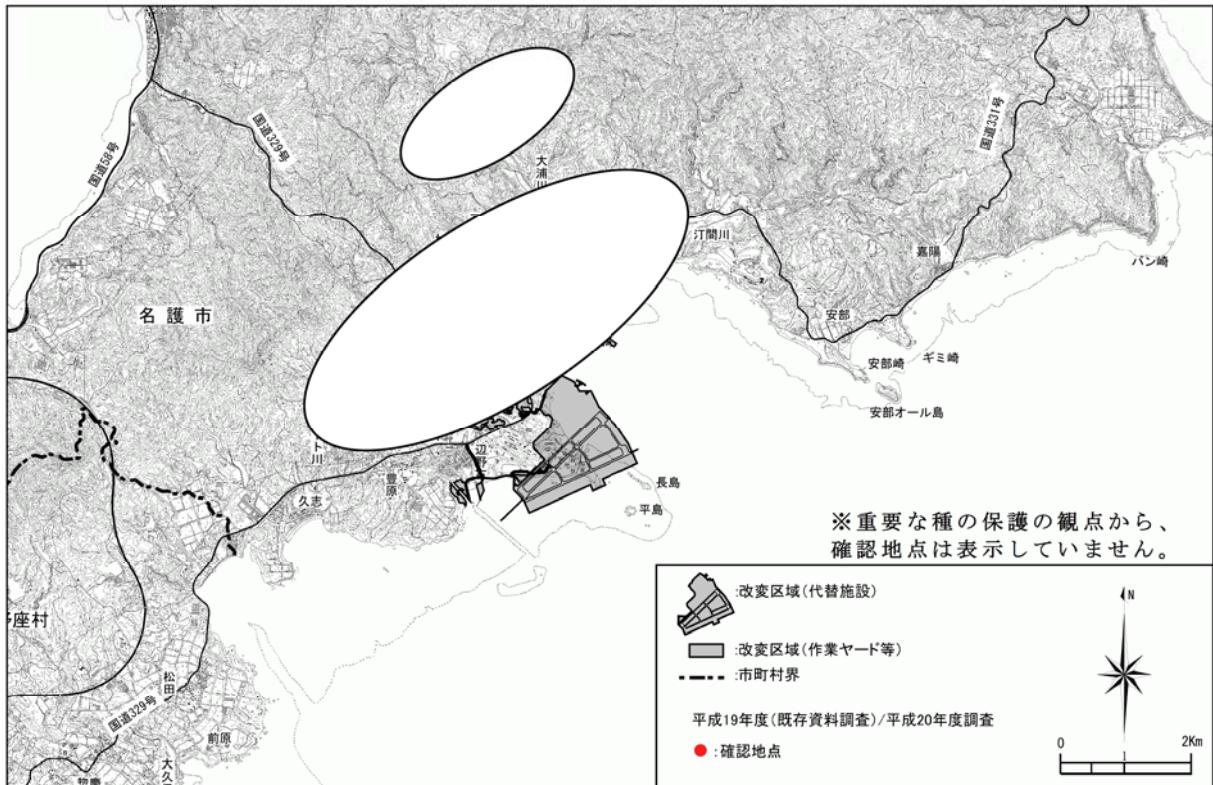 国道58号
国道329号
大浦川
国道331号
汀間川
嘉陽
バン崎
名護市
安部
安部崎
ギミ崎
安部オール島
ト川
辺野
豊原
久志
長島
平島
※重要な種の保護の観点から、
確認地点は表示していません。
座村
松田
国道329号
前原
惣慶
大久
:改変区域(代替施設)
:改変区域(作業ヤード等)
:市町村界
平成19年度(既存資料調査)/平成20年度調査
:確認地点
N
0 1 2Km